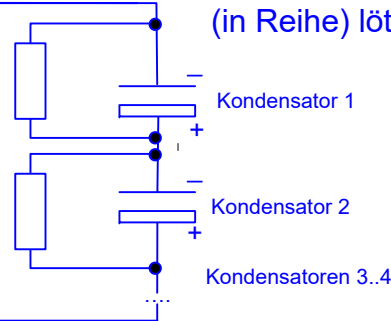 (in Reihe) löt
–
Kondensator 1
+
–
Kondensator 2
+
Kondensatoren 3..4
....